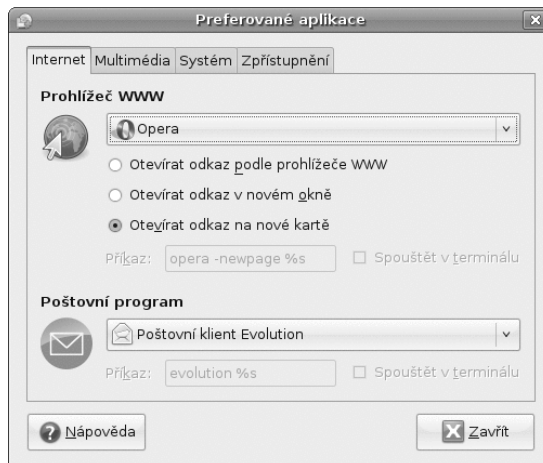 Preferované aplikace
Internet Multimédia Systém Zpřístupnění
Prohlížeč WWW
Opera
Otevírat odkaz podle prohlížeče WWW
Otevírat odkaz v novém okně
Otevírat odkaz na nové kartě
Příkaz: opera -newpage %s Spouštět v terminálu
Poštovní program
Poštovní klient Evolution
Příkaz: evolution %s Spouštět v terminálu
Nápověda Zavřít